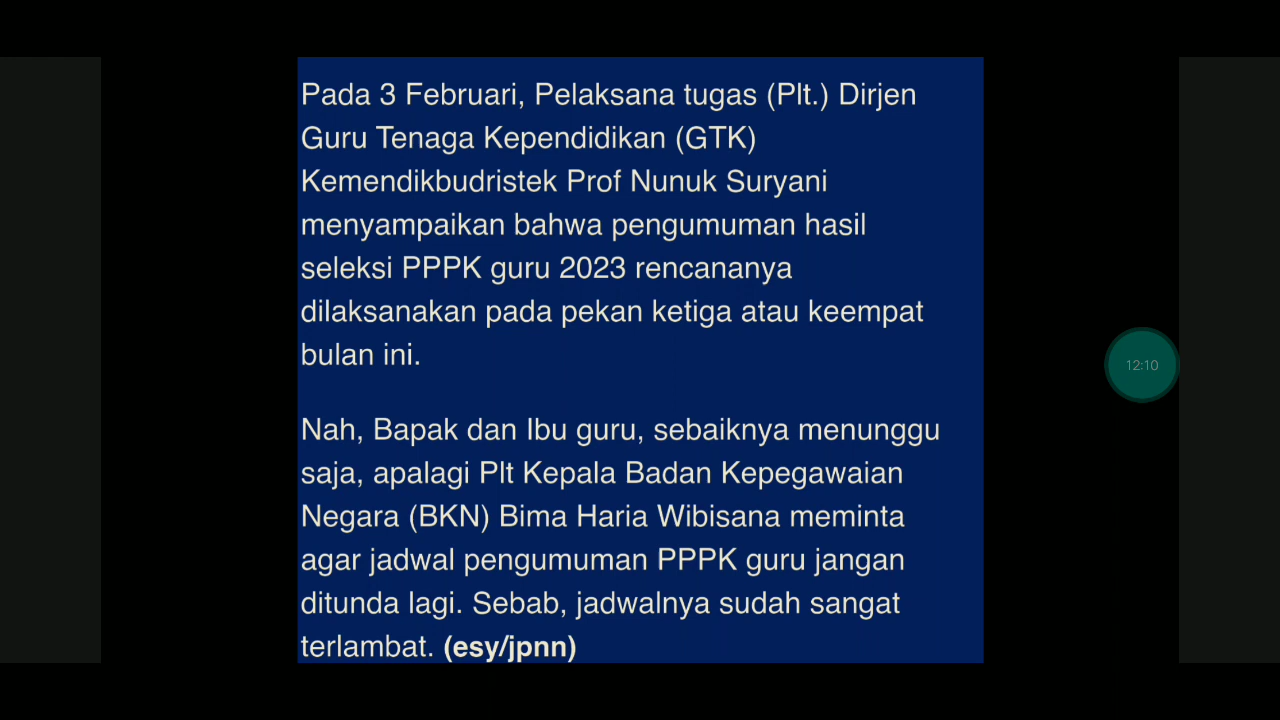 Pada 3 Februari, Pelaksana tugas (Plt.) Dirjen
Guru Tenaga Kependidikan (GTK)
Kemendikbudristek Prof Nunuk Suryani
menyampaikan bahwa pengumuman hasil
seleksi PPPK guru 2023 rencananya
dilaksanakan pada pekan ketiga atau keempat
bulan ini.
Nah, Bapak dan Ibu guru, sebaiknya menunggu
saja, apalagi Plt Kepala Badan Kepegawaian
Negara (BKN) Bima Haria Wibisana meminta
agar jadwal pengumuman PPPK guru jangan
ditunda lagi. Sebab, jadwalnya sudah sangat
terlambat. (esy/jpnn)
12:10